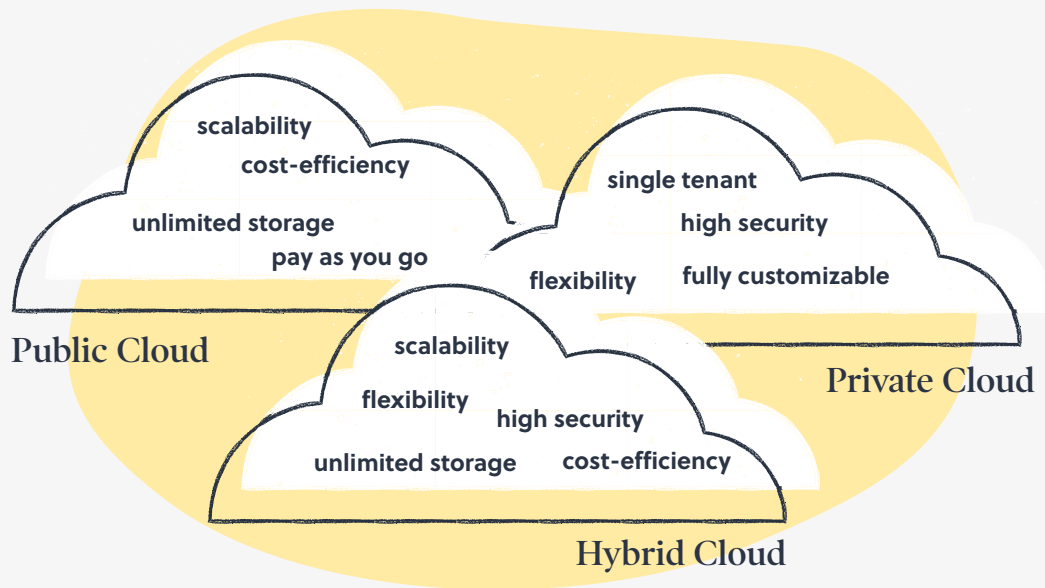 scalability
cost-efficiency
unlimited storage
pay as you go
Public Cloud
single tenant
high security
flexibility
fully customizable
Private Cloud
scalability
flexibility
high security
unlimited storage
cost-efficiency
Hybrid Cloud